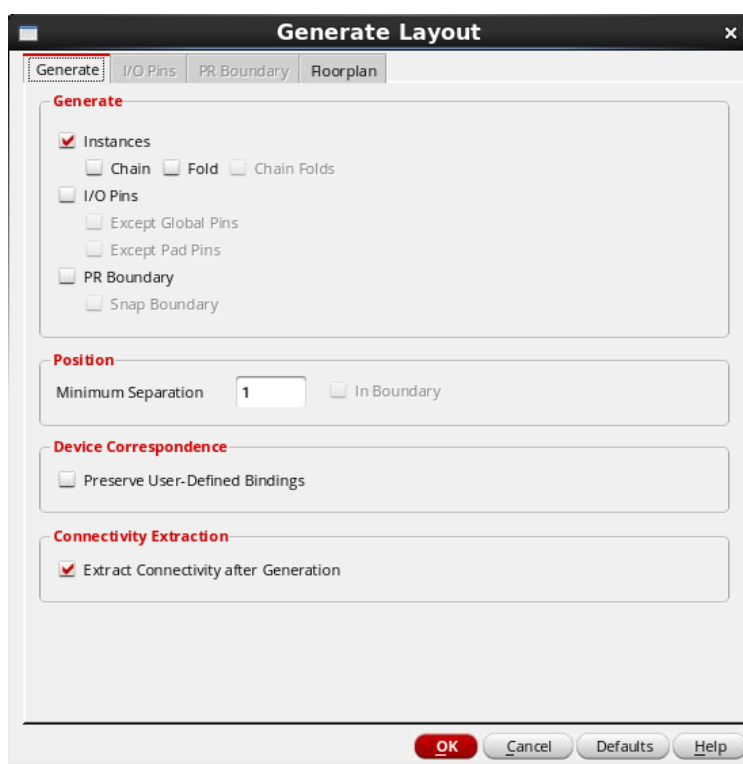 Generate Layout
Generate I/O Pins PR Boundary Floorplan
Generate
Instances
Chain Fold Chain Folds
I/O Pins
Except Global Pins
Except Pad Pins
PR Boundary
Snap Boundary
Position
Minimum Separation 1 In Boundary
Device Correspondence
Preserve User-Defined Bindings
Connectivity Extraction
Extract Connectivity after Generation
OK Cancel Defaults Help